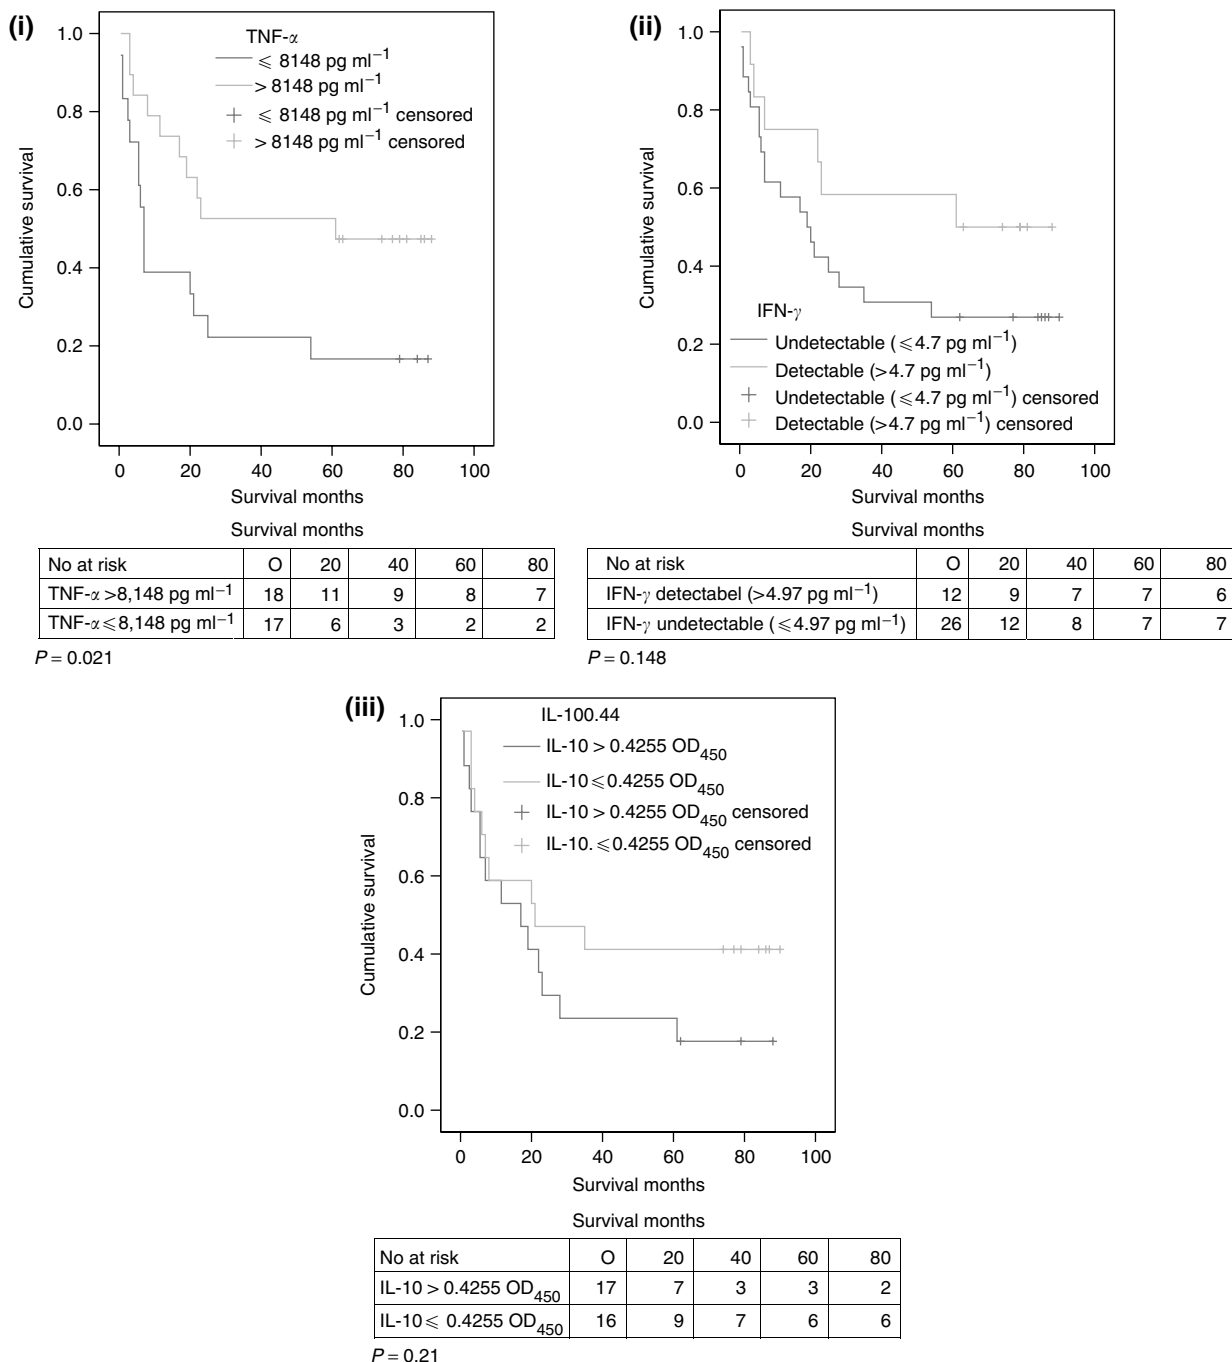 (i)
TNF-α
⩽ 8148 pg ml−1
> 8148 pg ml−1
⩽ 8148 pg ml−1 censored
> 8148 pg ml−1 censored
Cumulative survival
1.0
0.8
0.6
0.4
0.2
0.0
0 20 40 60 80 100
Survival months
Survival months
No at risk O 20 40 60 80
TNF-α >8,148 pg ml−1 18 11 9 8 7
TNF-α⩽8,148 pg ml−1 17 6 3 2 2
P = 0.021
(ii)
Cumulative survival
1.0
0.8
0.6
0.4
0.2
0.0
IFN-γ
Undetectable (⩽4.7 pg ml−1)
Detectable (>4.7 pg ml−1)
Undetectable (⩽4.7 pg ml−1) censored
Detectable (>4.7 pg ml−1) censored
0 20 40 60 80 100
Survival months
Survival months
No at risk O 20 40 60 80
IFN-γ detectabel (>4.97 pg ml−1) 12 9 7 7 6
IFN-γ undetectable (⩽4.97 pg ml−1) 26 12 8 7 7
P = 0.148
(iii)
IL-100.44
IL-10 > 0.4255 OD450
IL-10⩽0.4255 OD450
IL-10 > 0.4255 OD450 censored
IL-10.⩽0.4255 OD450 censored
Cumulative survival
1.0
0.8
0.6
0.4
0.2
0.0
0 20 40 60 80 100
Survival months
Survival months
No at risk O 20 40 60 80
IL-10 > 0.4255 OD450 17 7 3 3 2
IL-10⩽ 0.4255 OD450 16 9 7 6 6
P = 0.21